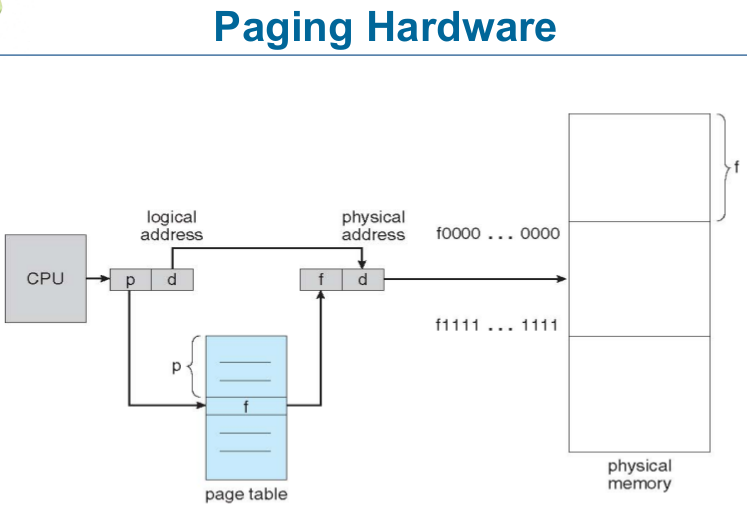 Paging Hardware
logical
address
physical
address
f0000 ... 0000
f
CPU
p
d
f
d
f1111 ... 1111
p
f
page table
physical
memory